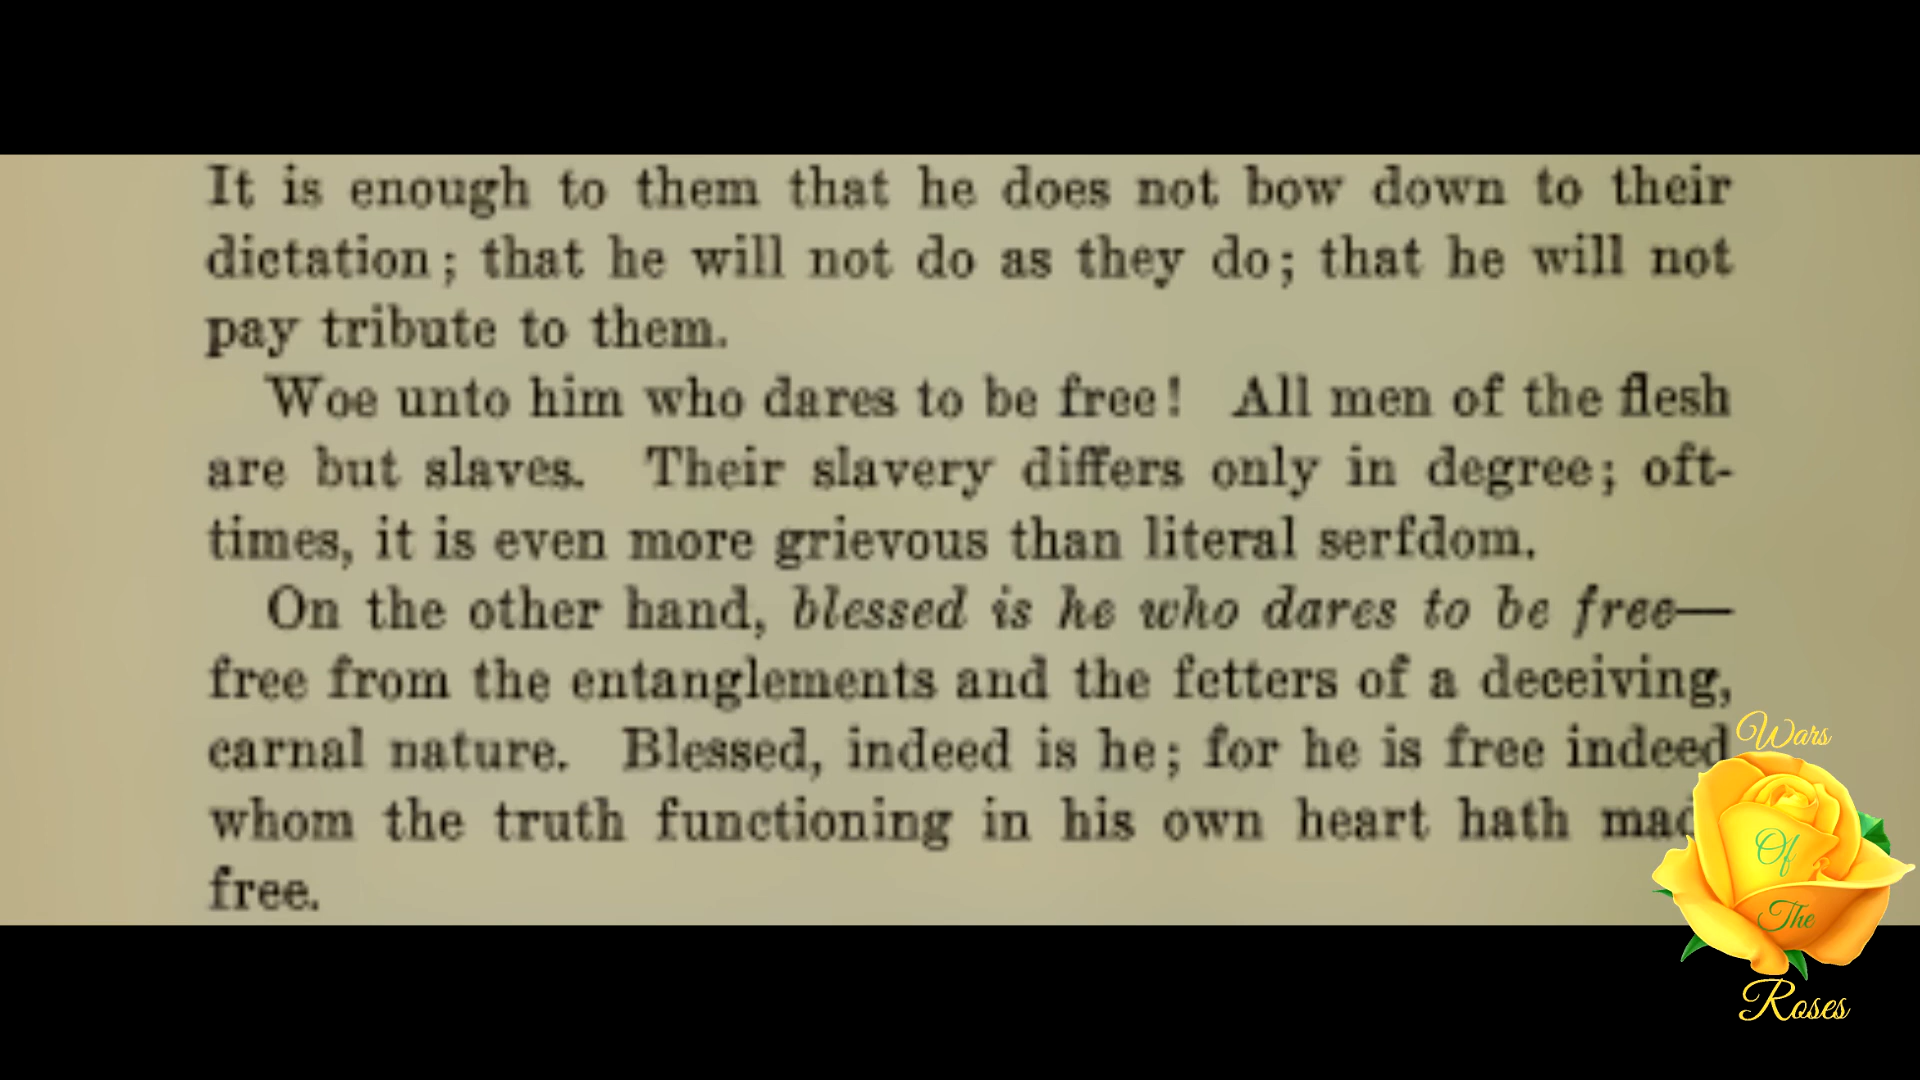 It is enough to them that he does not bow down to their
dictation; that he will not do as they do; that he will not
pay tribute to them.
Woe unto him who dares to be free! All men of the flesh
are but slaves. Their slavery differs only in degree; oft-
times, it is even more grievous than literal serfdom.
On the other hand, blessed is he who dares to be free—
free from the entanglements and the fetters of a deceiving,
carnal nature. Blessed, indeed is he; for he is free indeed
whom the truth functioning in his own heart hath
free.
Wars
Of
The
Roses